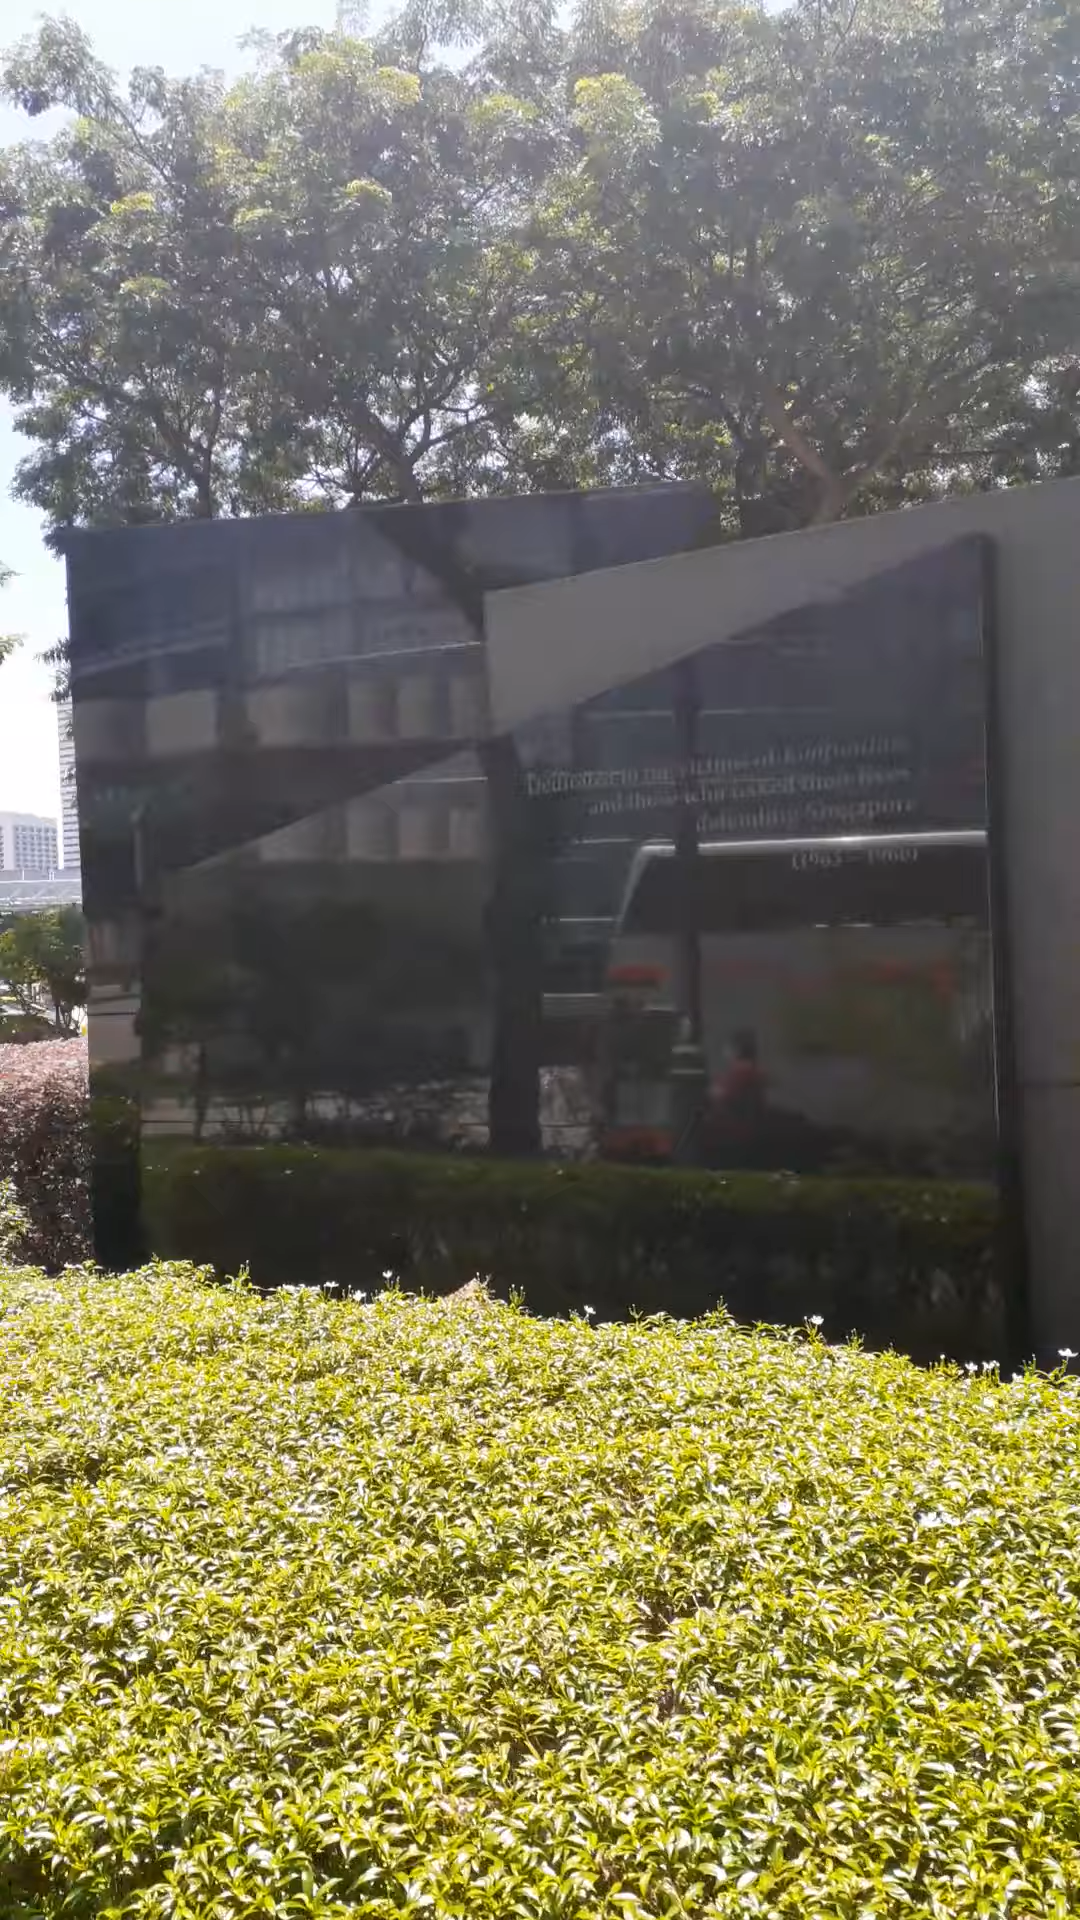 Dedicated to the victims of Konfrontasi
and those who risked their lives
defending Singapore
(1963 – 1966)